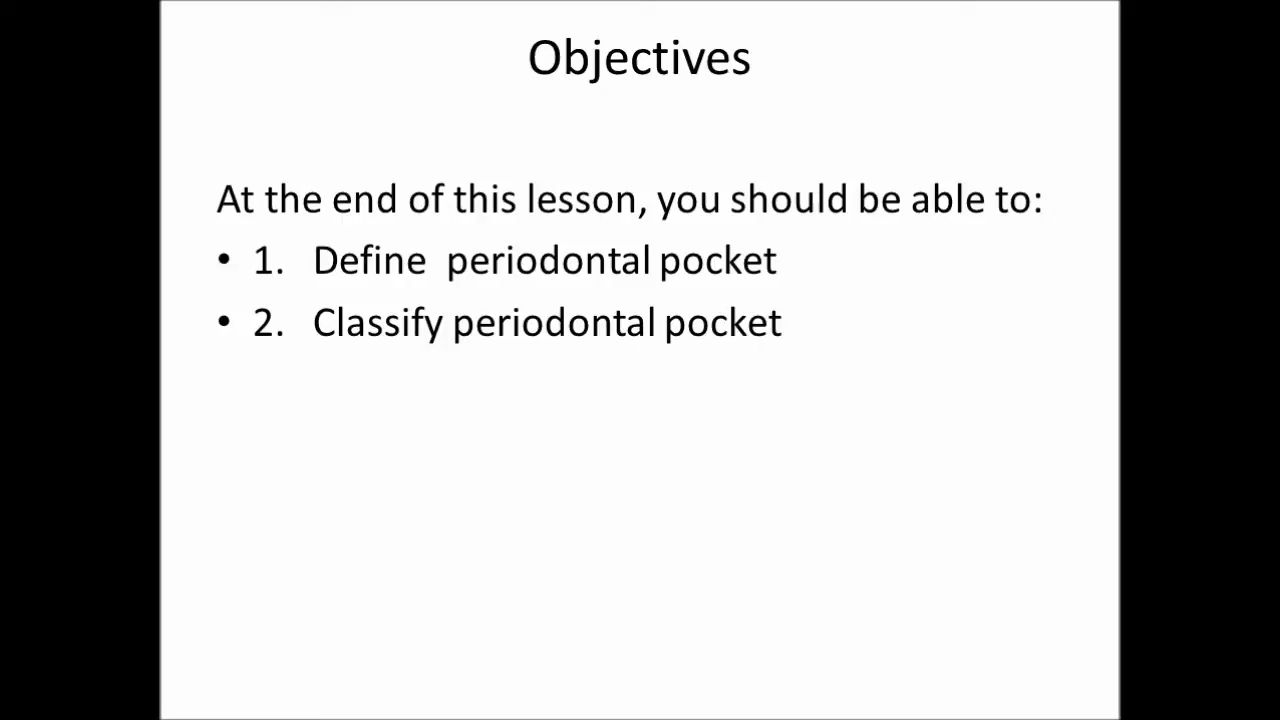 Objectives
At the end of this lesson, you should be able to:
• 1. Define periodontal pocket
• 2. Classify periodontal pocket